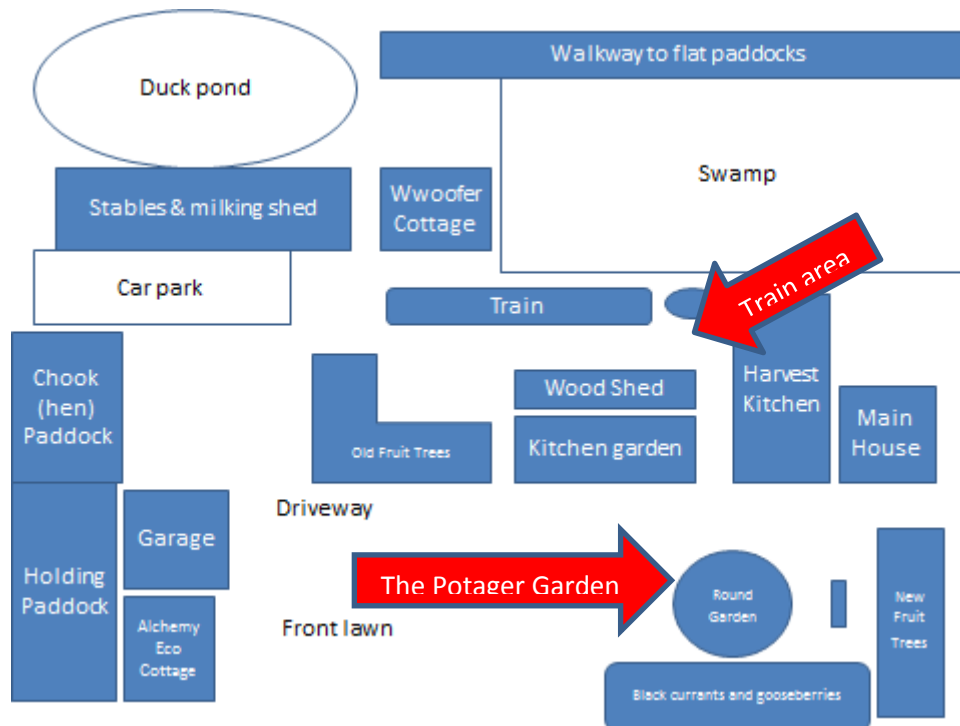 Walkway to flat paddocks
Duck pond
Swamp
Stables & milking shed
Wwoofer
Cottage
Car park
Train area
Train
Chook
(hen)
Paddock
Old Fruit Trees
Wood Shed
Kitchen garden
Harvest
Kitchen
Main
House
Driveway
Garage
Holding
Paddock
The Potager Garden
Round
Garden
New
Fruit
Trees
Alchemy
Eco
Cottage
Front lawn
Black currants and gooseberries